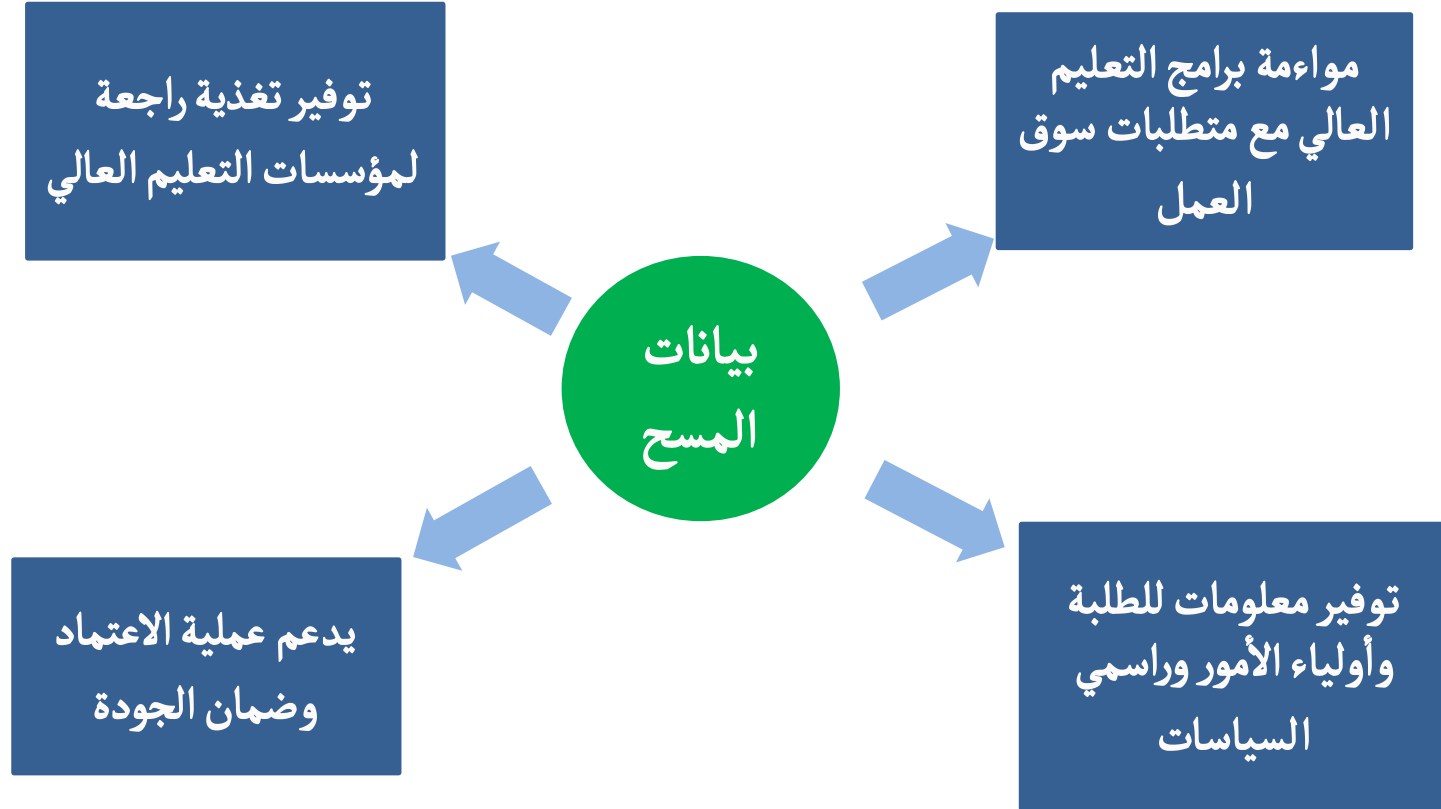 مواءمة برامج التعليم
العالي مع متطلبات سوق
العمل
توفير تغذية راجعة
لمؤسسات التعليم العالي
بيانات
المسح
توفير معلومات للطلبة
وأولياء الأمور وراسمي
السياسات
يدعم عملية الاعتماد
وضمان الجودة